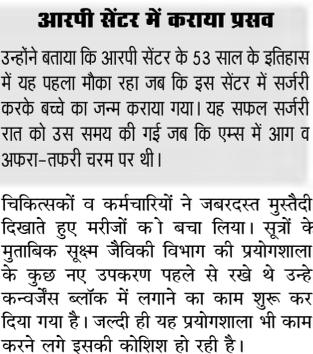 आरपी सेंटर में कराया प्रसव
उन्होंने बताया कि आरपी सेंटर के 53 साल के इतिहास
में यह पहला मौका रहा जब कि इस सेंटर में सर्जरी
करके बच्चे का जन्म कराया गया। यह सफल सर्जरी
रात को उस समय की गई जब कि एम्स में आग व
अफरा-तफरी चरम पर थी।
चिकित्सकों व कर्मचारियों ने जबरदस्त मुस्तैदी
दिखाते हुए मरीजों को बचा लिया। सूत्रों के
मुताबिक सूक्ष्म जैविकी विभाग की प्रयोगशाला
के कुछ नए उपकरण पहले से रखे थे उन्हे
कन्वर्जेंस ब्लॉक में लगाने का काम शुरू कर
दिया गया है। जल्दी ही यह प्रयोगशाला भी काम
करने लगे इसकी कोशिश हो रही है।